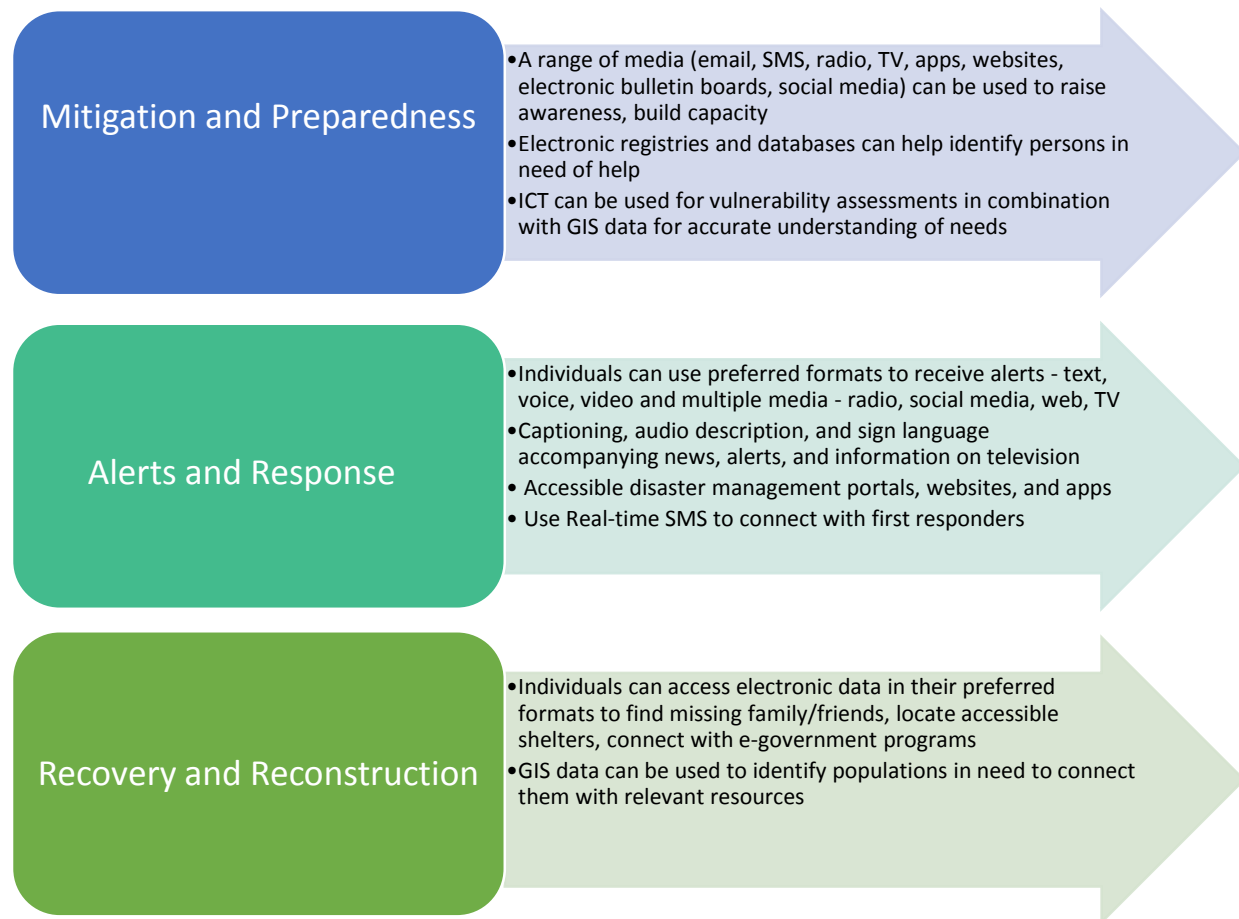 Mitigation and Preparedness
•A range of media (email, SMS, radio, TV, apps, websites,
electronic bulletin boards, social media) can be used to raise
awareness, build capacity
•Electronic registries and databases can help identify persons in
need of help
•ICT can be used for vulnerability assessments in combination
with GIS data for accurate understanding of needs
Alerts and Response
•Individuals can use preferred formats to receive alerts - text,
voice, video and multiple media - radio, social media, web, TV
•Captioning, audio description, and sign language
accompanying news, alerts, and information on television
• Accessible disaster management portals, websites, and apps
• Use Real-time SMS to connect with first responders
Recovery and Reconstruction
•Individuals can access electronic data in their preferred
formats to find missing family/friends, locate accessible
shelters, connect with e-government programs
•GIS data can be used to identify populations in need to connect
them with relevant resources